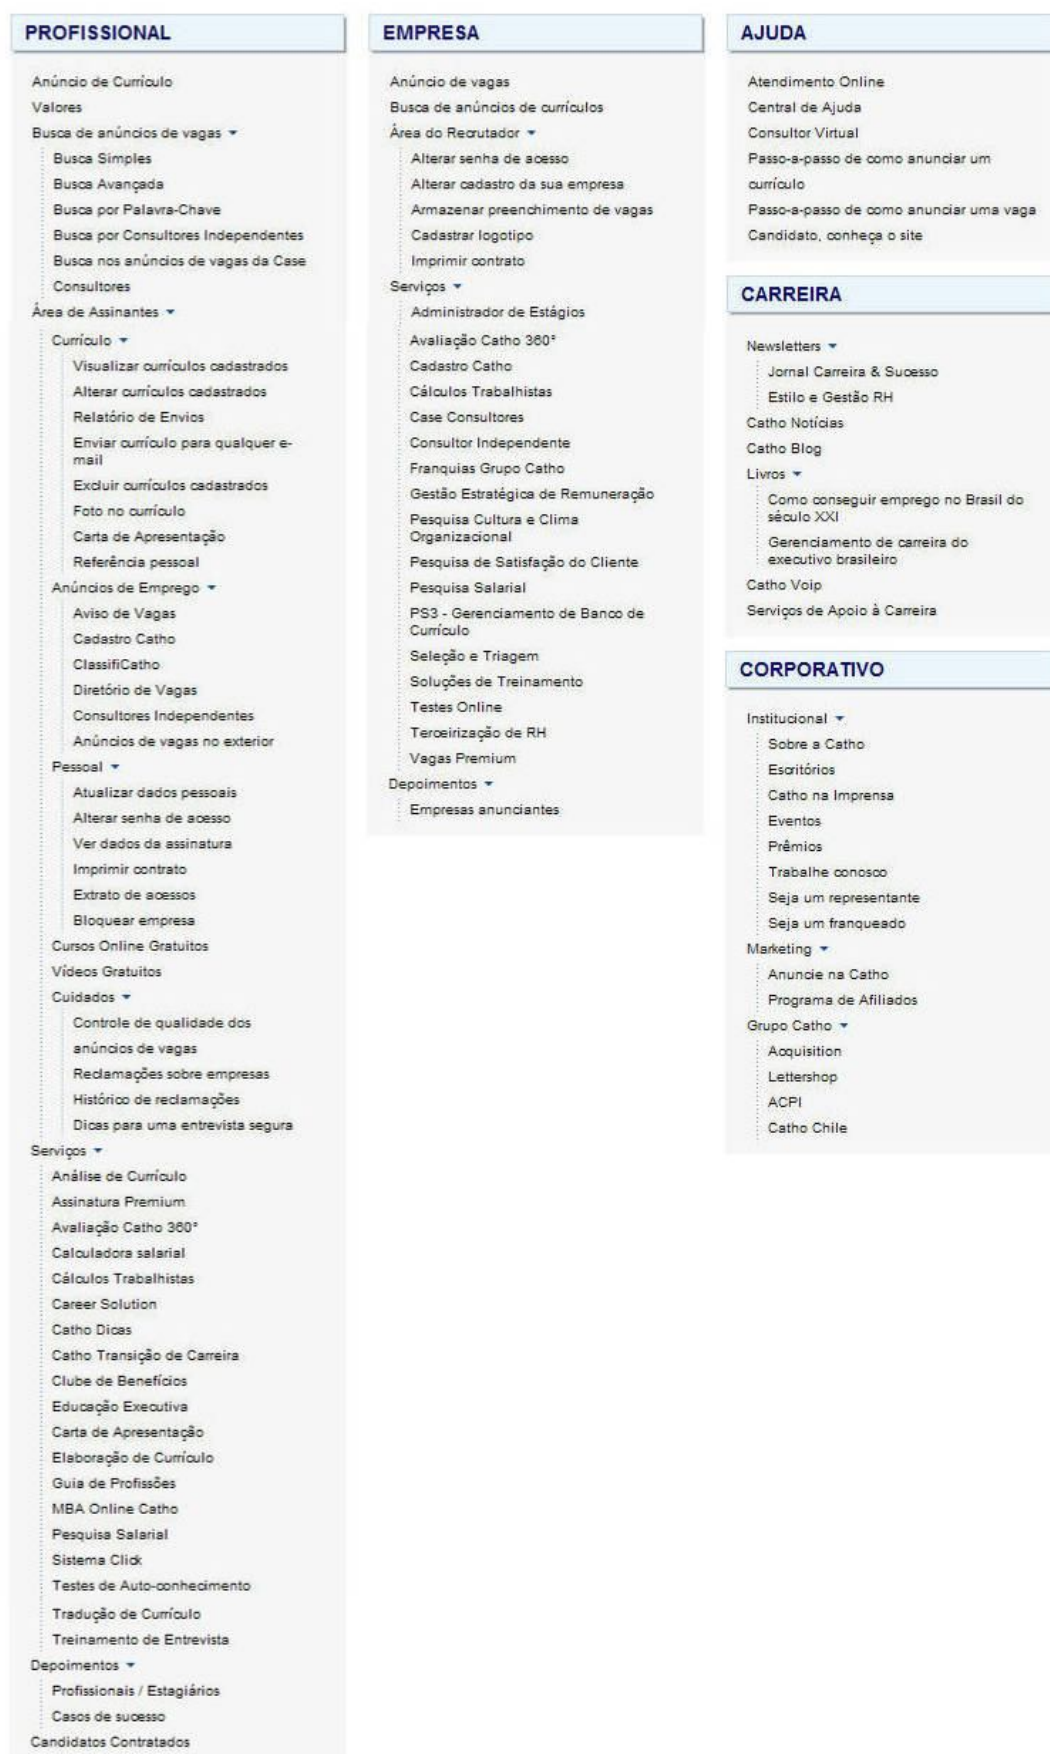 PROFISSIONAL
Anúncio de Currículo
Valores
Busca de anúncios de vagas
Busca Simples
Busca Avançada
Busca por Palavra-Chave
Busca por Consultores Independentes
Busca nos anúncios de vagas da Case
Consultores
Área de Assinantes
Currículo
Visualizar currículos cadastrados
Alterar currículos cadastrados
Relatório de Envios
Enviar currículo para qualquer e-
mail
Excluir currículos cadastrados
Foto no currículo
Carta de Apresentação
Referência pessoal
Anúncios de Emprego
Aviso de Vagas
Cadastro Catho
ClassifiCatho
Diretório de Vagas
Consultores Independentes
Anúncios de vagas no exterior
Pessoal
Atualizar dados pessoais
Alterar senha de acesso
Ver dados da assinatura
Imprimir contrato
Extrato de acessos
Bloquear empresa
Cursos Online Gratuitos
Vídeos Gratuitos
Cuidados
Controle de qualidade dos
anúncios de vagas
Reclamações sobre empresas
Histórico de reclamações
Dicas para uma entrevista segura
Serviços
Análise de Currículo
Assinatura Premium
Avaliação Catho 360°
Calculadora salarial
Cálculos Trabalhistas
Career Solution
Catho Dicas
Catho Transição de Carreira
Clube de Benefícios
Educação Executiva
Carta de Apresentação
Elaboração de Currículo
Guia de Profissões
MBA Online Catho
Pesquisa Salarial
Sistema Click
Testes de Auto-conhecimento
Tradução de Currículo
Treinamento de Entrevista
Depoimentos
Profissionais / Estagiários
Casos de sucesso
Candidatos Contratados
EMPRESA
Anúncio de vagas
Busca de anúncios de currículos
Área do Recrutador
Alterar senha de acesso
Alterar cadastro da sua empresa
Armazenar preenchimento de vagas
Cadastrar logotipo
Imprimir contrato
Serviços
Administrador de Estágios
Avaliação Catho 360°
Cadastro Catho
Cálculos Trabalhistas
Case Consultores
Consultor Independente
Franquias Grupo Catho
Gestão Estratégica de Remuneração
Pesquisa Cultura e Clima
Organizacional
Pesquisa de Satisfação do Cliente
Pesquisa Salarial
PS3 - Gerenciamento de Banco de
Currículo
Seleção e Triagem
Soluções de Treinamento
Testes Online
Terceirização de RH
Vagas Premium
Depoimentos
Empresas anunciantes
AJUDA
Atendimento Online
Central de Ajuda
Consultor Virtual
Passo-a-passo de como anunciar um
currículo
Passo-a-passo de como anunciar uma vaga
Candidato, conheça o site
CARREIRA
Newsletters
Jornal Carreira & Sucesso
Estilo e Gestão RH
Catho Notícias
Catho Blog
Livros
Como conseguir emprego no Brasil do
século XXI
Gerenciamento de carreira do
executivo brasileiro
Catho Voip
Serviços de Apoio à Carreira
CORPORATIVO
Institucional
Sobre a Catho
Escritórios
Catho na Imprensa
Eventos
Prêmios
Trabalhe conosco
Seja um representante
Seja um franqueado
Marketing
Anuncie na Catho
Programa de Afiliados
Grupo Catho
Acquisition
Lettershop
ACPI
Catho Chile